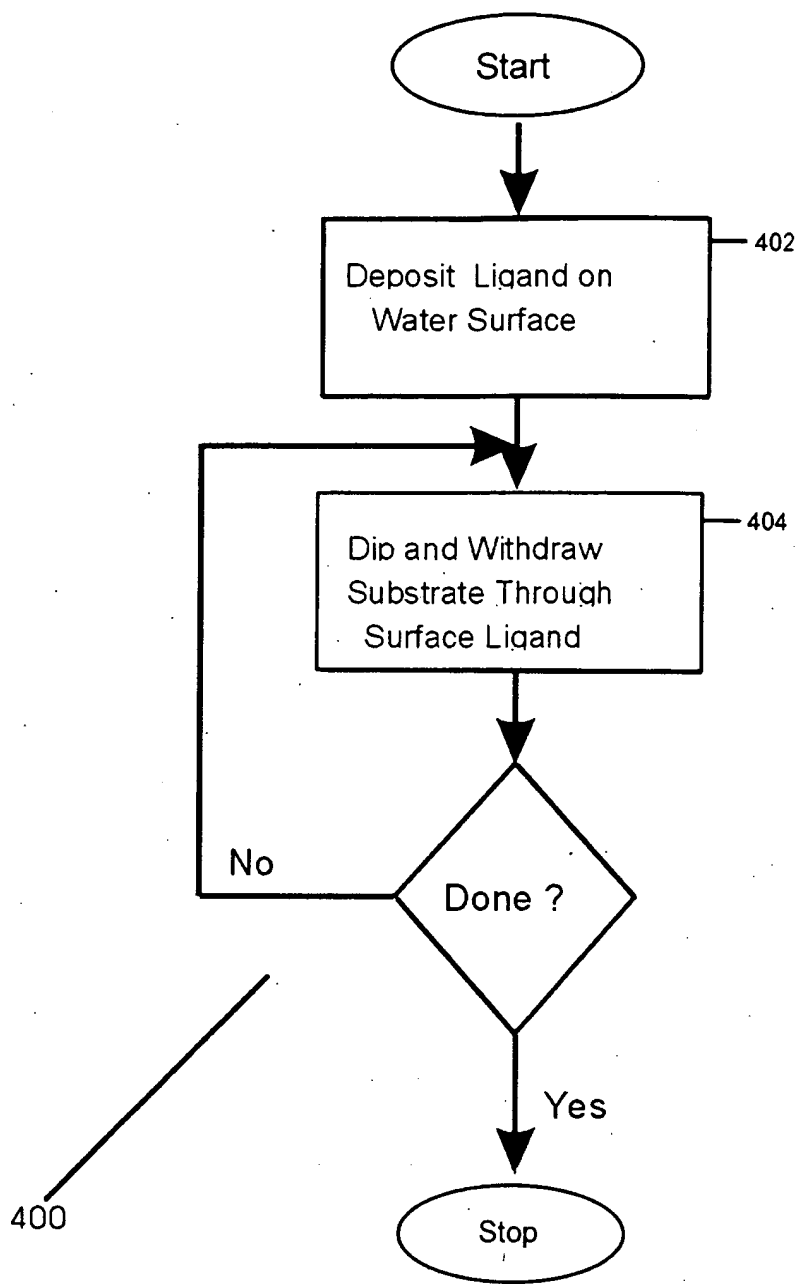 Start
402
Deposit Ligand on
Water Surface
404
Dip and Withdraw
Substrate Through
Surface Ligand
No
Done ?
Yes
400
Stop